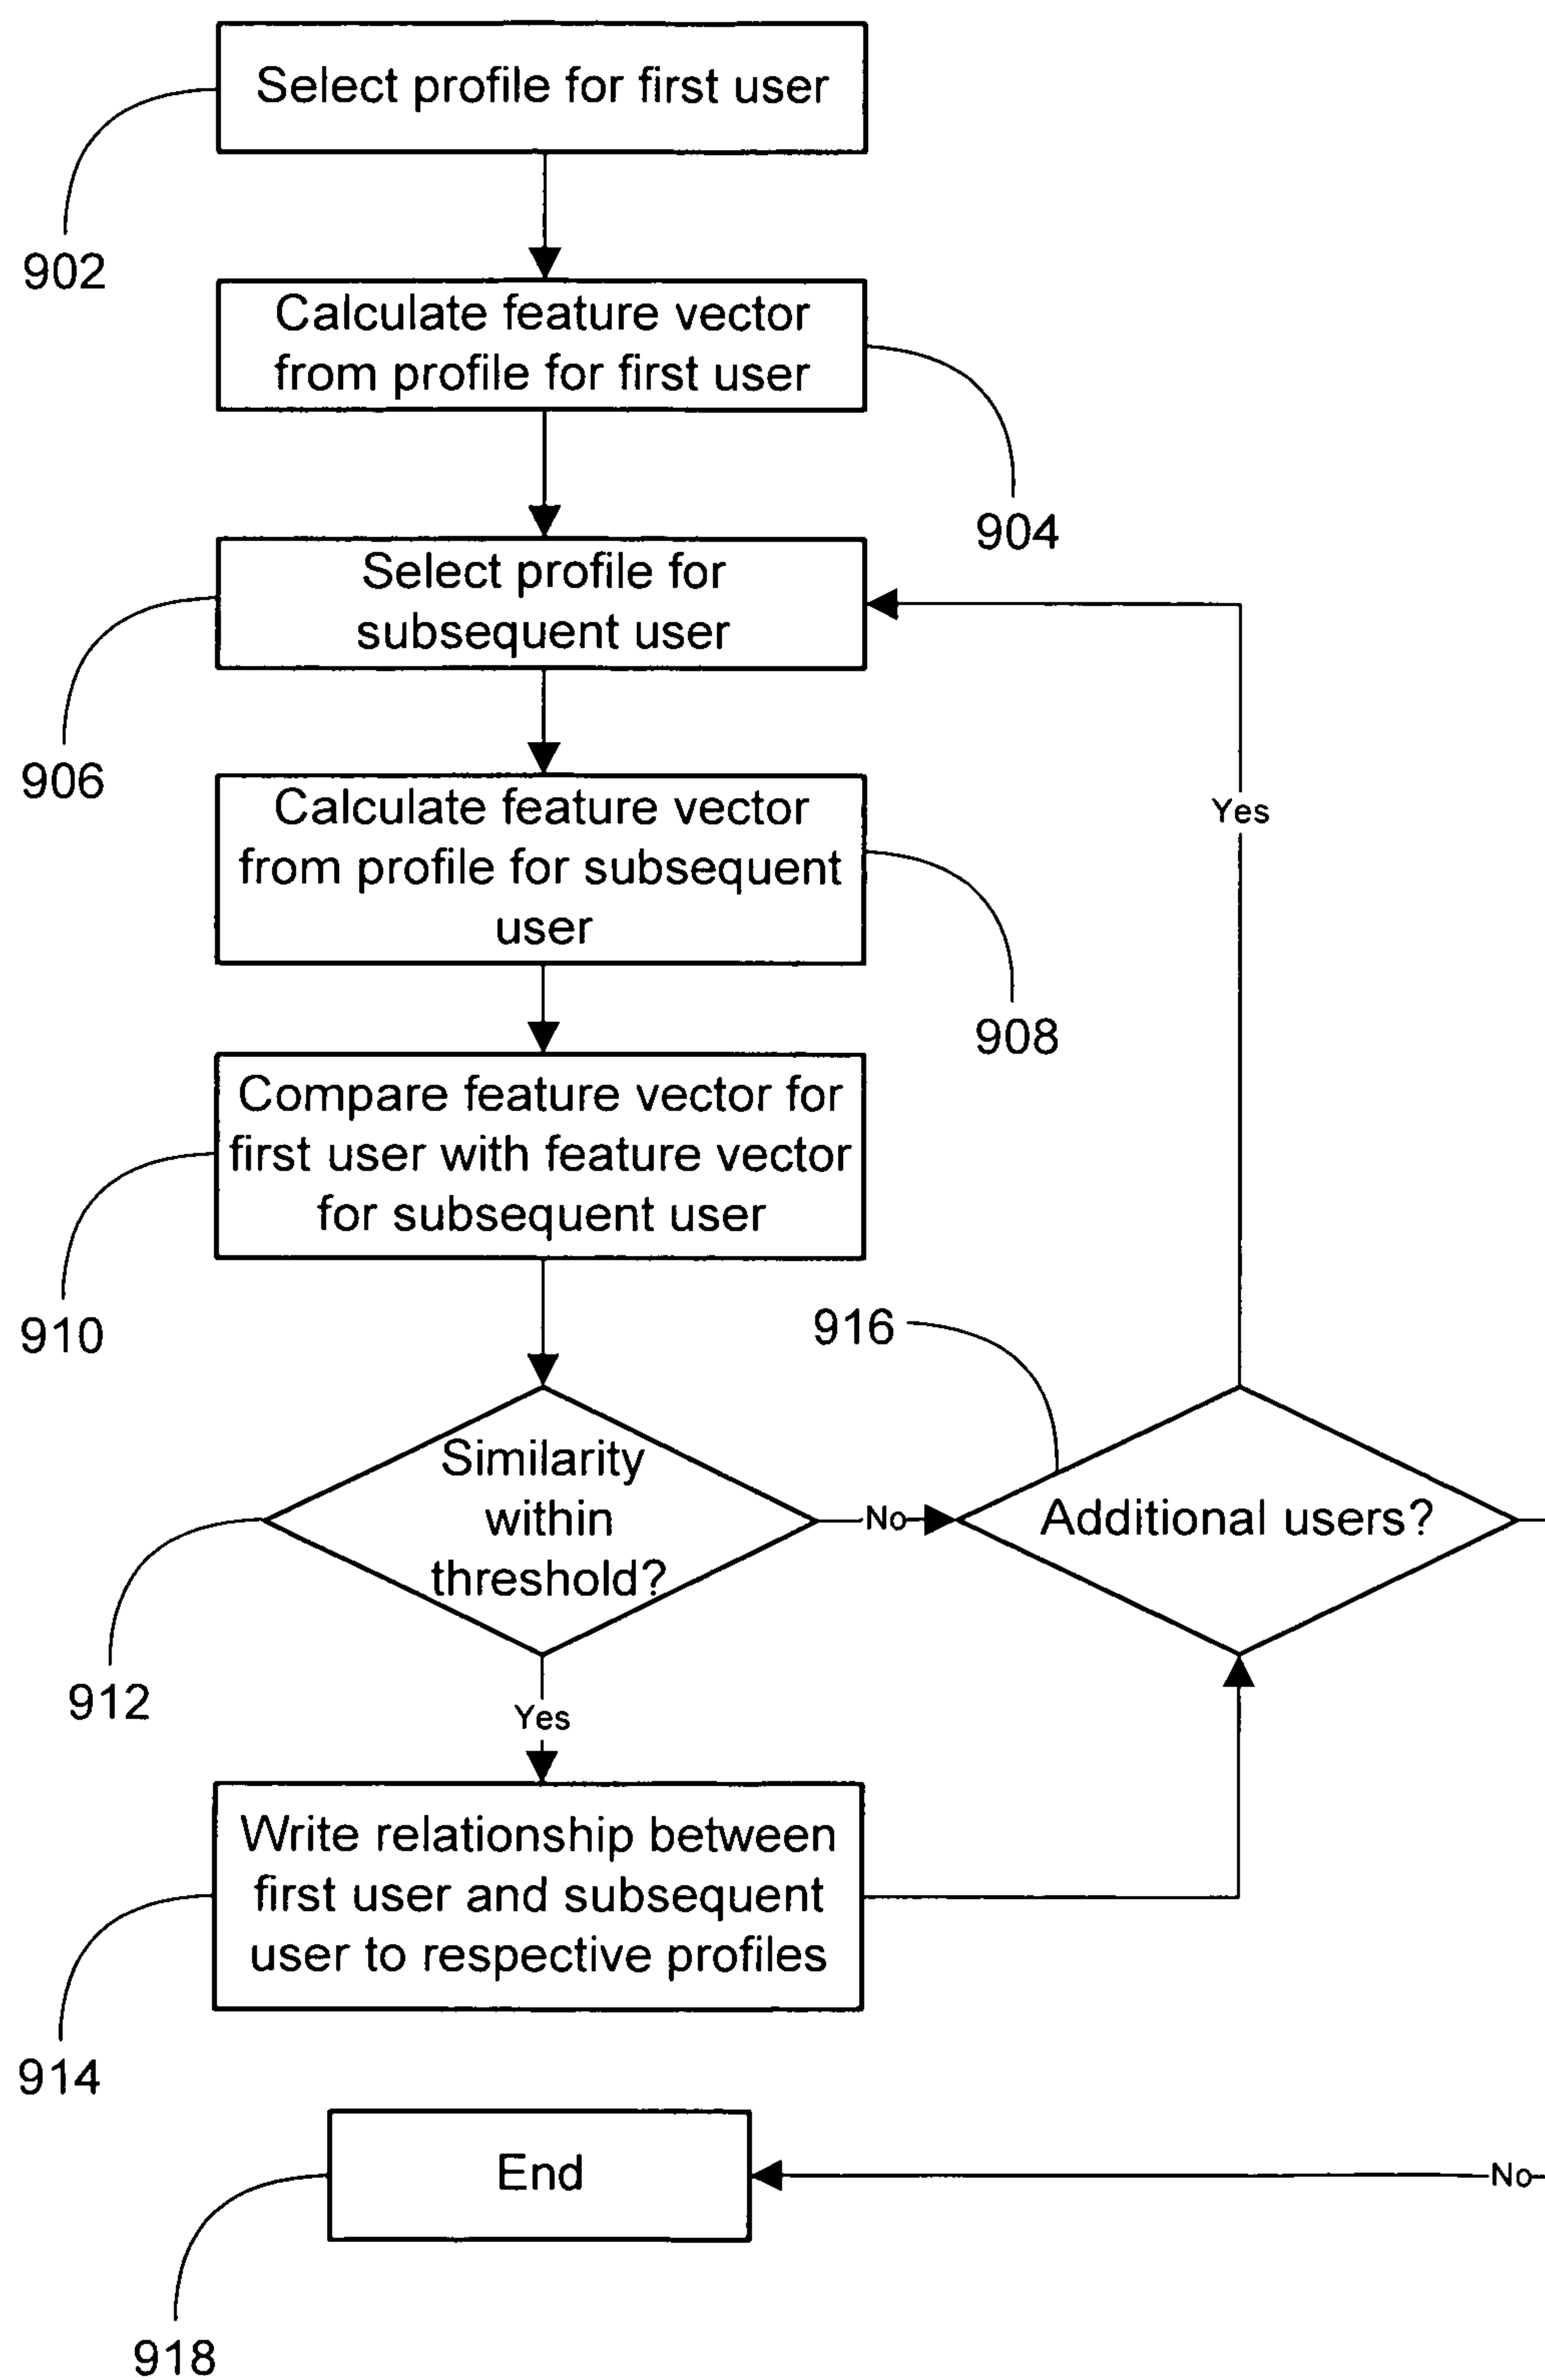 Select profile for first user
902
Calculate feature vector
from profile for first user
904
Select profile for
subsequent user
906
Calculate feature vector
from profile for subsequent
user
Yes
908
Compare feature vector for
first user with feature vector
for subsequent user
910
916
Similarity
within
threshold?
No
Additional users?
912
Yes
Write relationship between
first user and subsequent
user to respective profiles
914
End
No
918